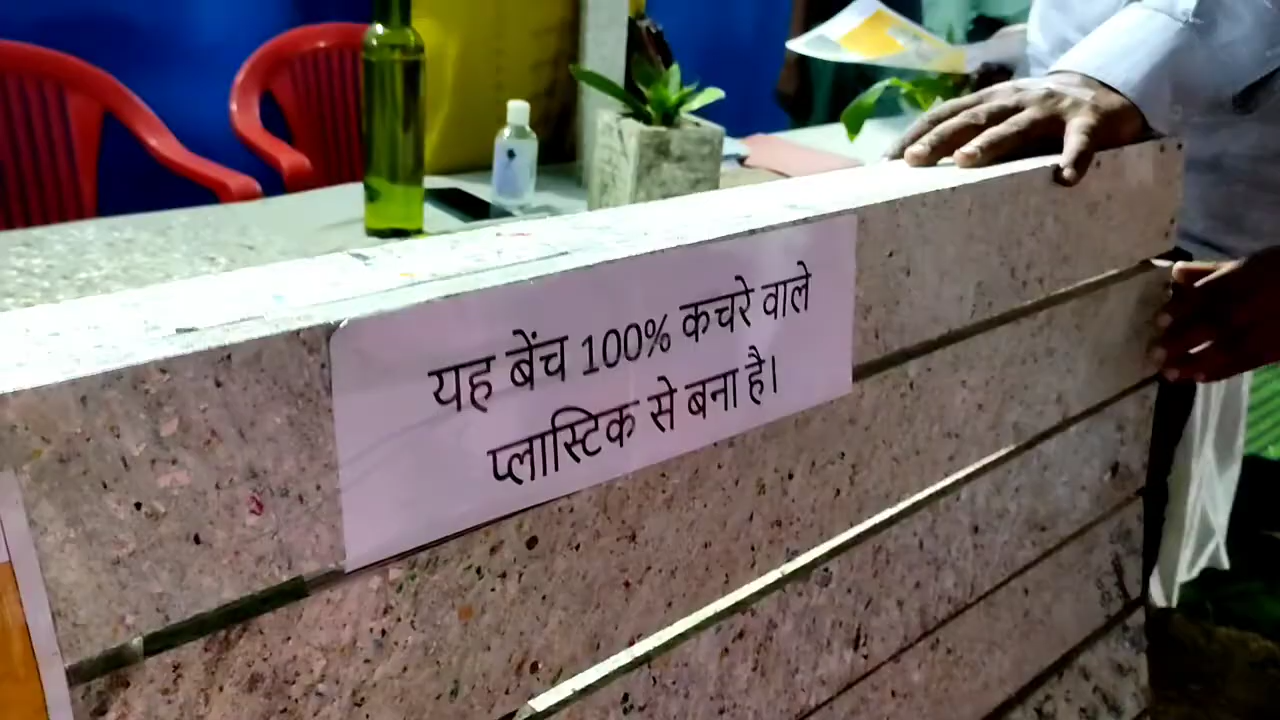 यह बेंच 100% कचरे वाले
प्लास्टिक से बना है।